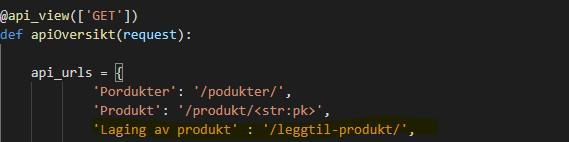 @api_view(['GET'])
def apiOversikt(request):
api_urls = {
'Pordukter': '/podukter/',
'Produkt': '/produkt/<str:pk>',
'Laging av produkt' : '/leggtil-produkt/',